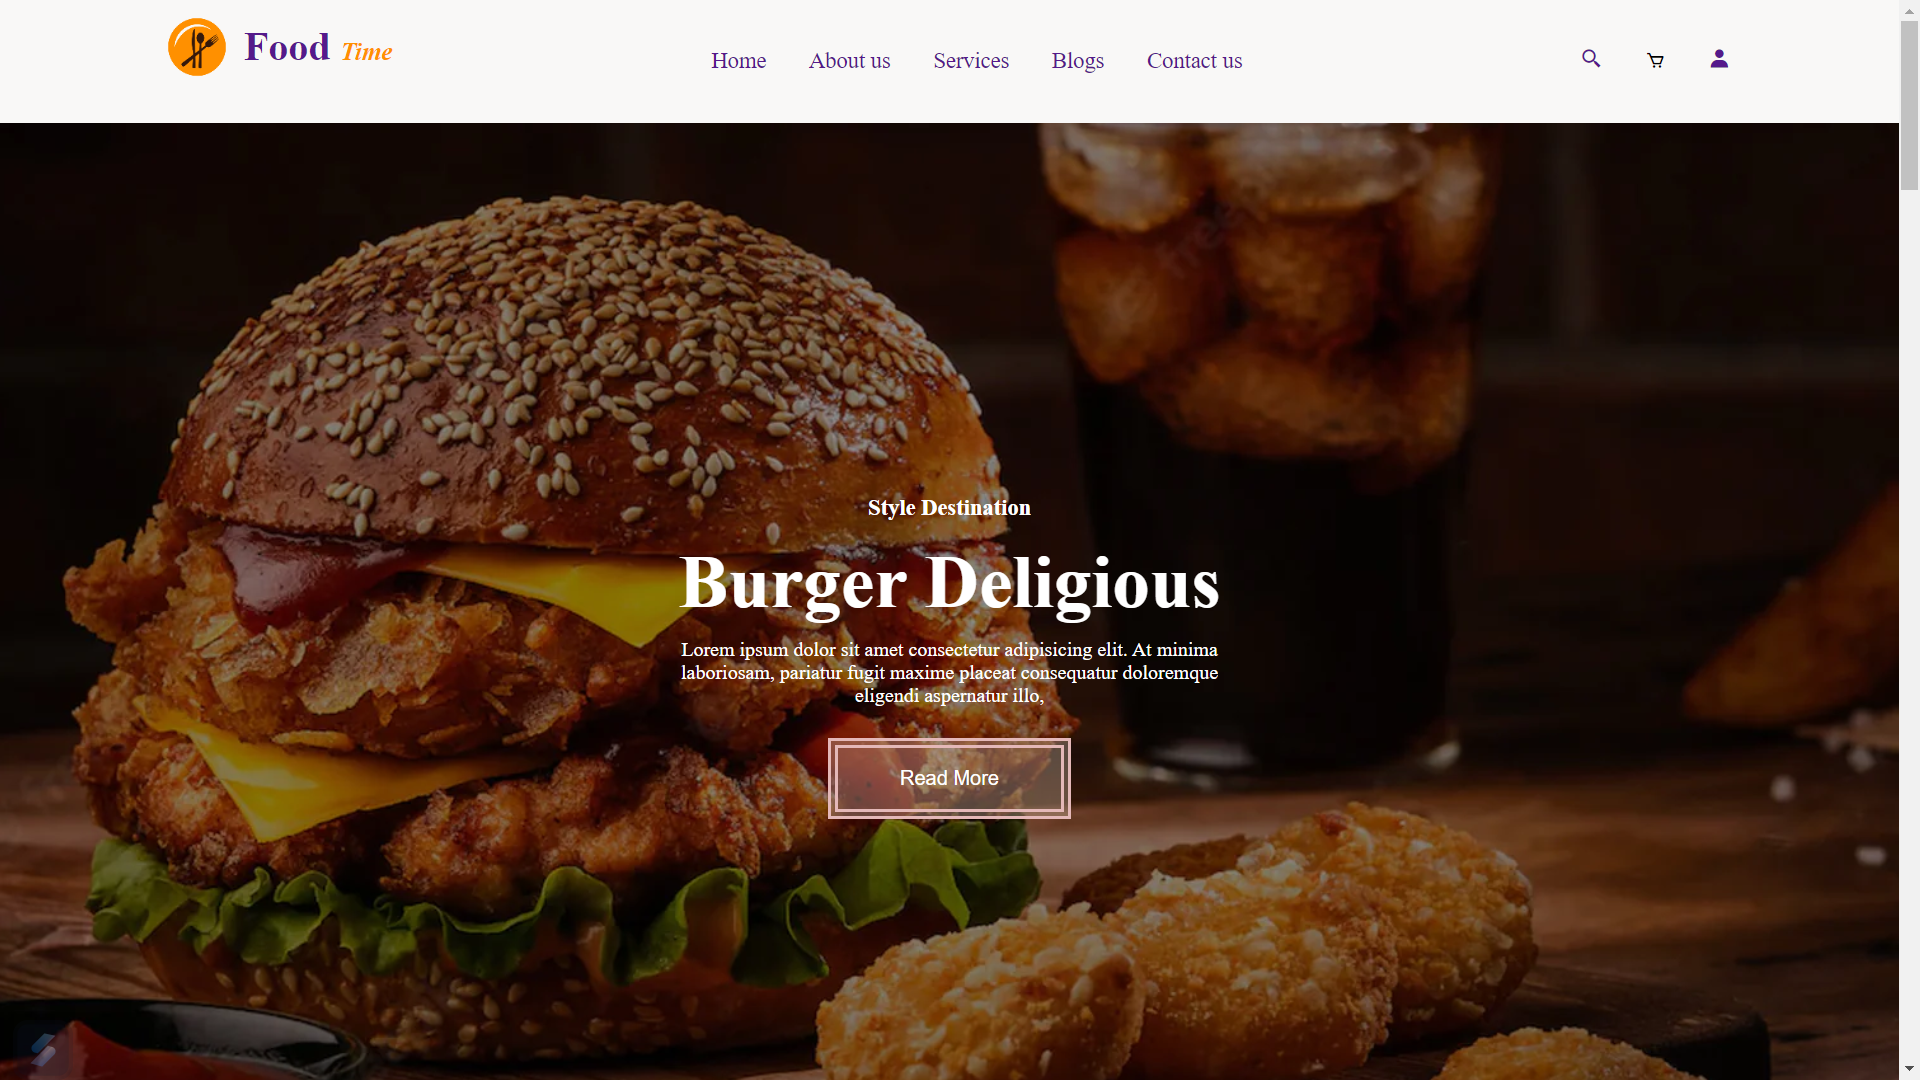 Food Time
Home About us Services Blogs Contact us
Style Destination
Burger Deligious
Lorem ipsum dolor sit amet consectetur adipisicing elit. At minima
laboriosam, pariatur fugit maxime placeat consequatur doloremque
eligendi aspernatur illo,
Read More